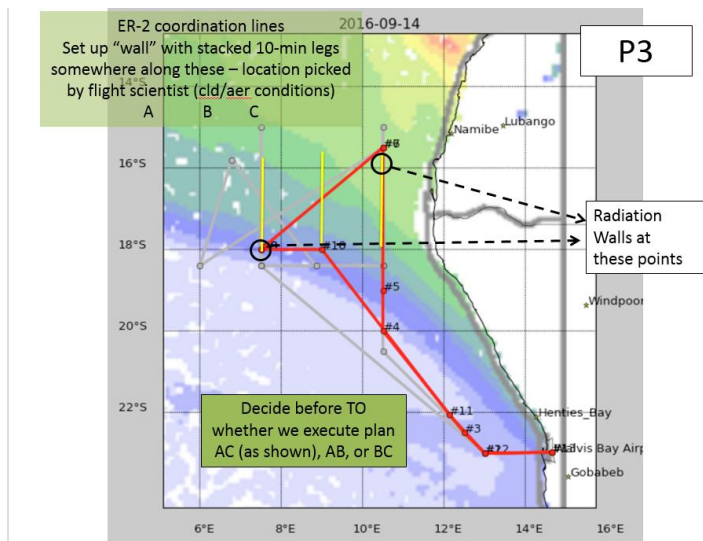 ER-2 coordination lines
Set up “wall” with stacked 10-min legs
somewhere along these – location picked
by flight scientist (cld/aer conditions)
A B C
2016-09-14
P3
14°S
16°S
18°S
20°S
22°S
Namibe
Lubango
Radiation
Walls at
these points
#10
#5
Windpoor
#4
#11
#3
Henties_Bay
Decide before TO
whether we execute plan
AC (as shown), AB, or BC
Gobabeb
6°E 8°E 10°E 12°E 14°E 16°E